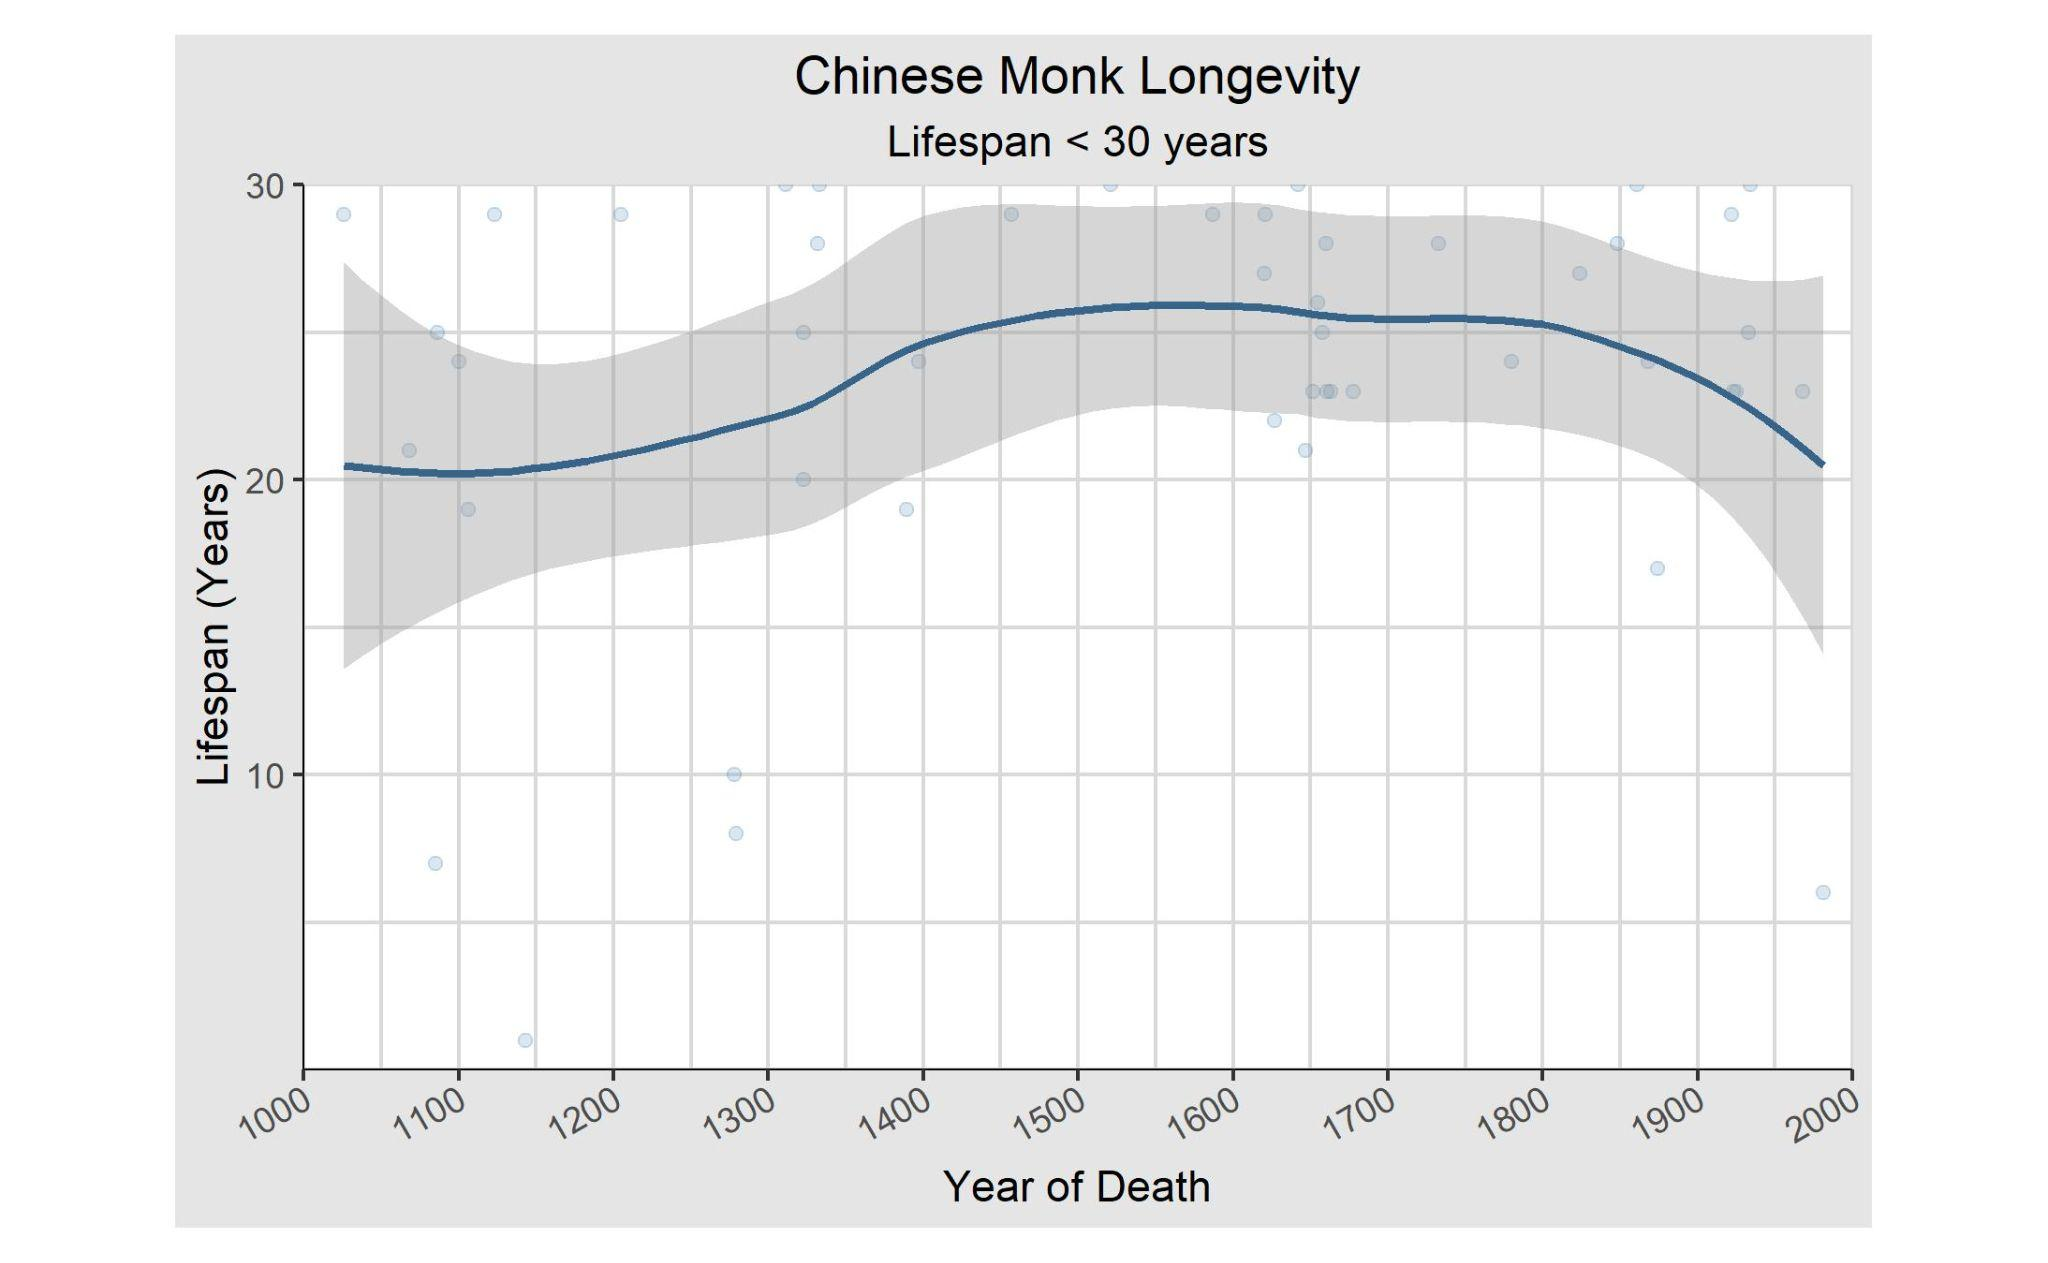 Chinese Monk Longevity
Lifespan < 30 years
Lifespan (Years)
30
20
10
1000 1100 1200 1300 1400 1500 1600 1700 1800 1900 2000
Year of Death